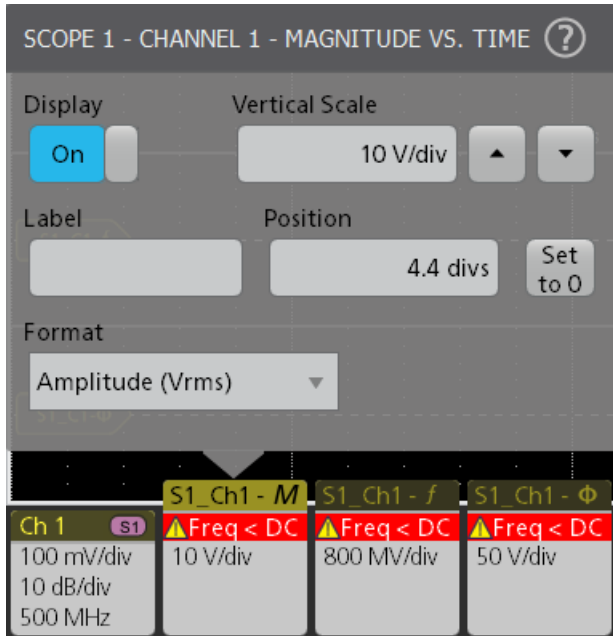 SCOPE 1 - CHANNEL 1 - MAGNITUDE VS. TIME ?
Display
Vertical Scale
On
10 V/div
Label
Position
4.4 divs
Set
to 0
Format
Amplitude (Vrms)
S1_C1-Φ
S1_Ch1 - M
S1_Ch1 - f
S1_Ch1 - Φ
Ch 1
S1
100 mV/div
10 dB/div
500 MHz
Freq < DC
10 V/div
Freq < DC
800 MV/div
Freq < DC
50 V/div